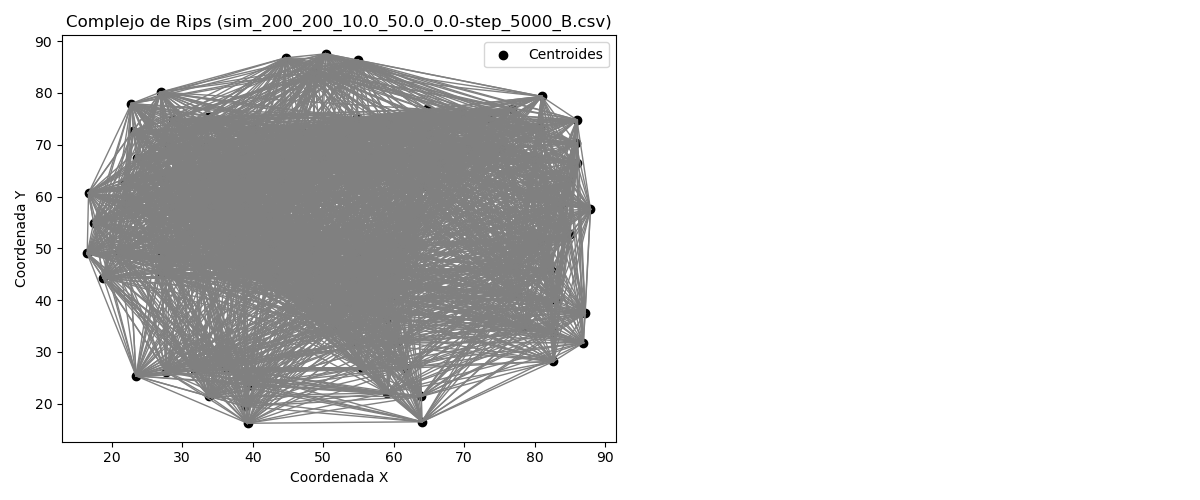 Complejo de Rips (sim_200_200_10.0_50.0_0.0-step_5000_B.csv)
90
Centroides
80
70
60
50
40
30
20
Coordenada Y
20 30 40 50 60 70 80 90
Coordenada X